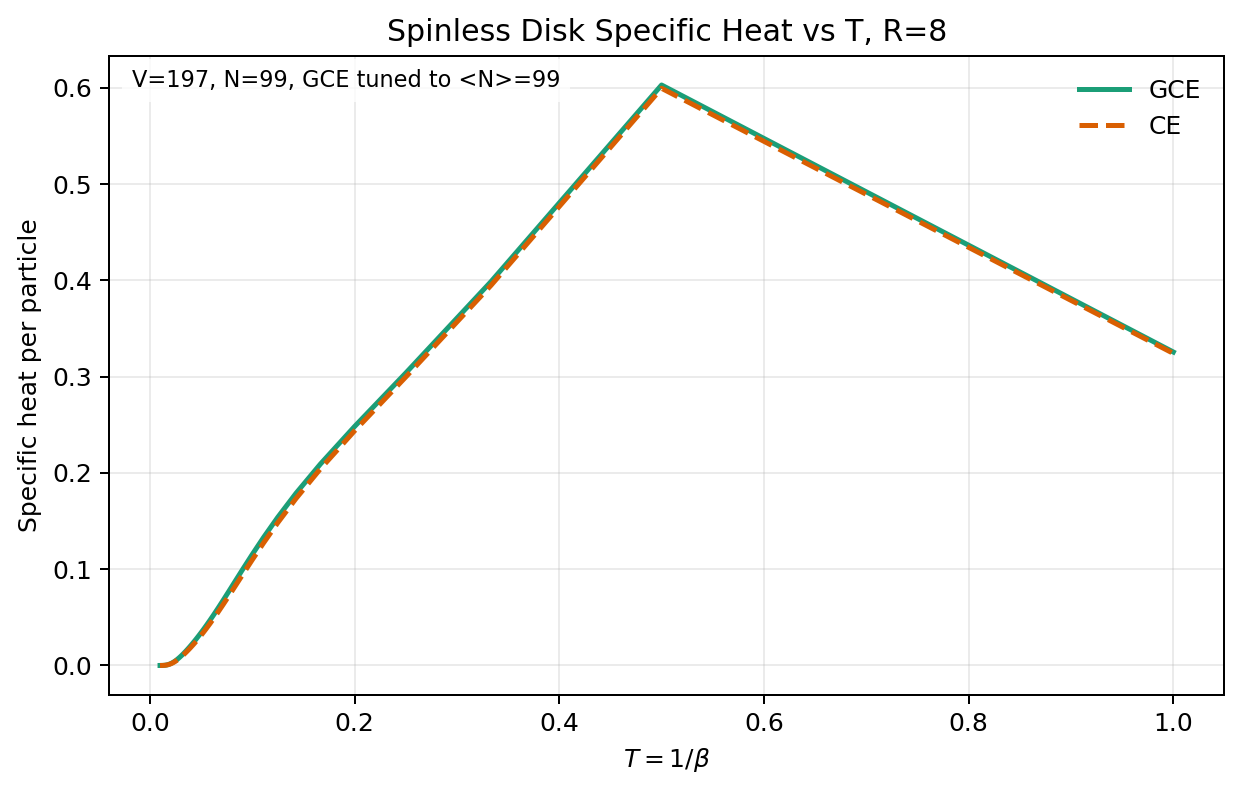 Spinless Disk Specific Heat vs T, R=8
V=197, N=99, GCE tuned to <N>=99
GCE
CE
Specific heat per particle
0.6
0.5
0.4
0.3
0.2
0.1
0.0
0.0 0.2 0.4 0.6 0.8 1.0
T = 1/β